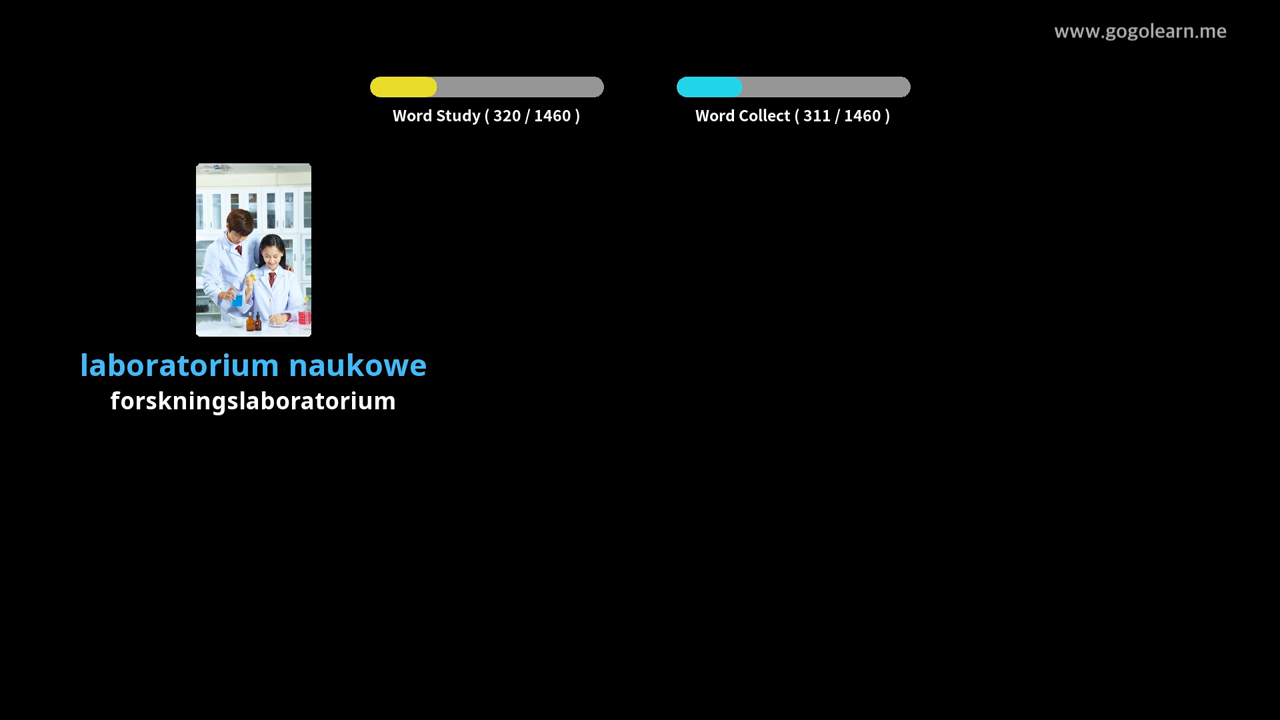 www.gogolearn.me
Word Study ( 320 / 1460 )
Word Collect ( 311 / 1460 )
laboratorium naukowe
forskningslaboratorium